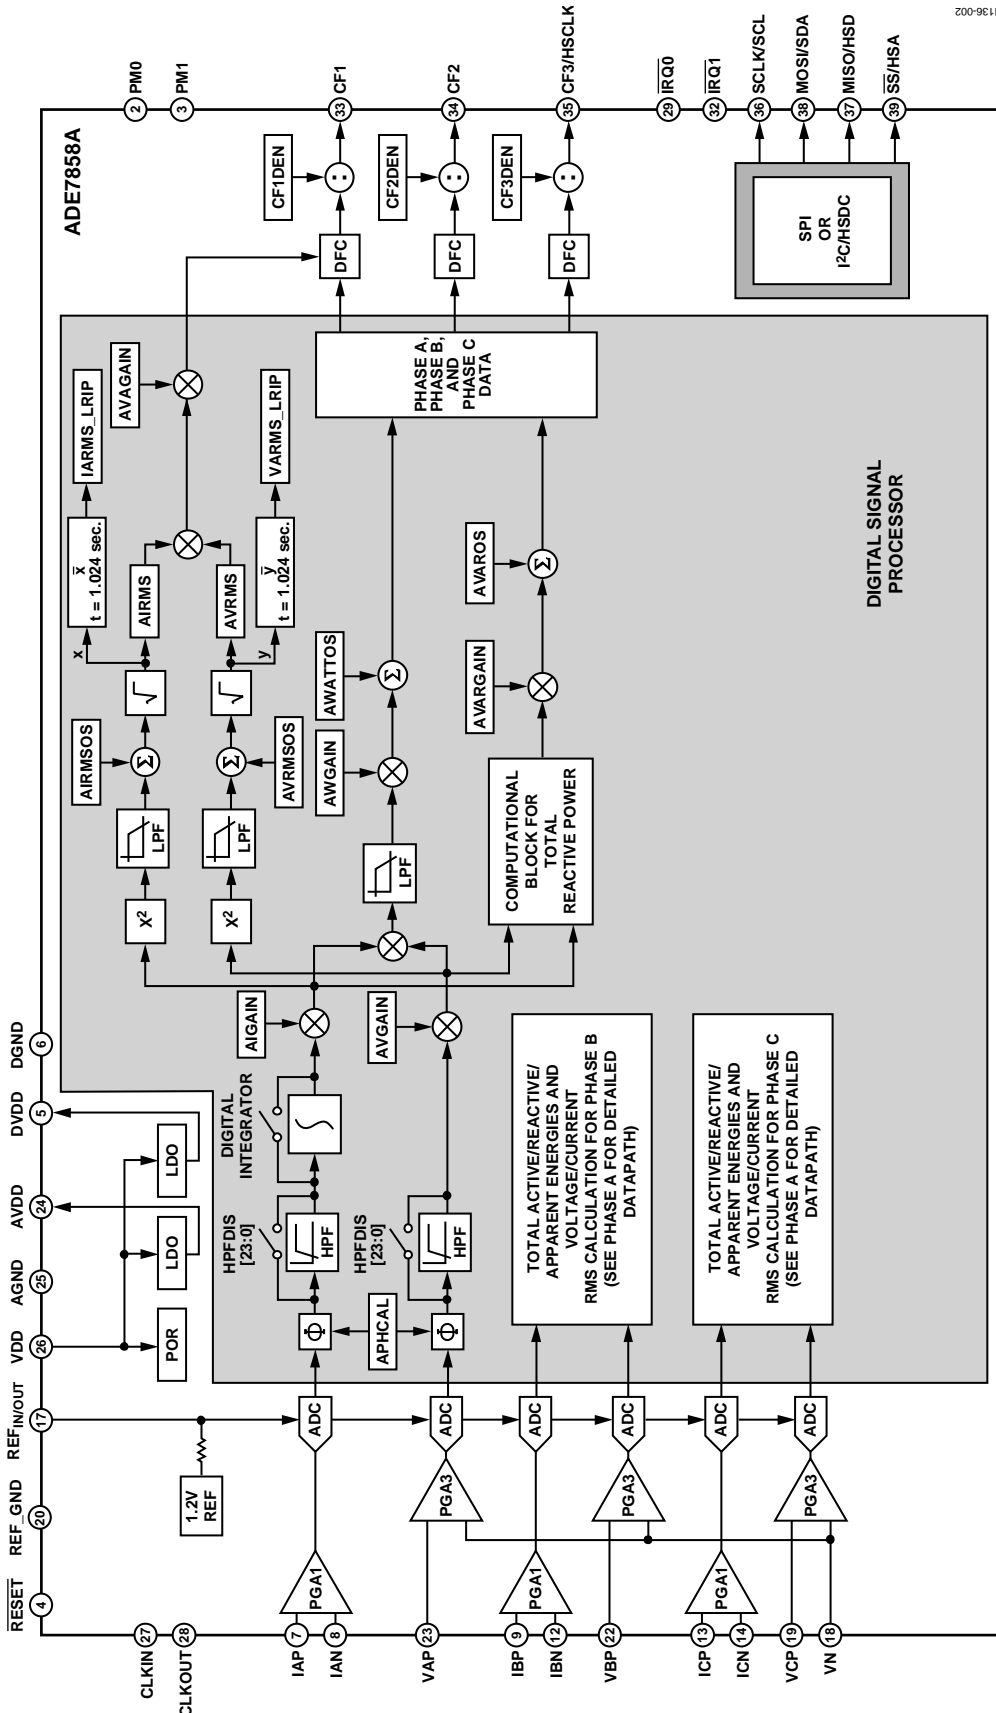 RESET
4
REF_GND
20
REFIN/OUT
17
VDD
26
AGND
25
AVDD
24
DVDD
5
DGND
6
CLKIN
27
CLKOUT
28
1.2V
REF
POR
LDO
LDO
ADE7858A
2 PM0
3 PM1
IAP
7
IAN
8
PGA1
ADC
Φ
HPFDIS
[23:0]
HPF
DIGITAL
INTEGRATOR
AIGAIN
X2
LPF
AIRMSOS
Σ
√
x
x
t = 1.024 sec.
IARMS_LRIP
AIRMS
AVAGAIN
X2
LPF
AVRMSOS
Σ
√
AVRMS
y
y
t = 1.024 sec.
VARMS_LRIP
APHCAL
VAP
23
PGA3
ADC
Φ
HPFDIS
[23:0]
HPF
AVGAIN
LPF
AWGAIN
AWATTOS
Σ
COMPUTATIONAL
BLOCK FOR
TOTAL
REACTIVE POWER
AVARGAIN
AVAROS
Σ
PHASE A,
PHASE B,
AND
PHASE C
DATA
DFC
CF1DEN
:
33
CF1
DFC
CF2DEN
:
34
CF2
DFC
CF3DEN
:
35
CF3/HSCLK
IBP
9
IBN
12
PGA1
ADC
VBP
22
PGA3
ADC
TOTAL ACTIVE/REACTIVE/
APPARENT ENERGIES AND
VOLTAGE/CURRENT
RMS CALCULATION FOR PHASE B
(SEE PHASE A FOR DETAILED
DATAPATH)
ICP
13
ICN
14
PGA1
ADC
VCP
19
VN
18
PGA3
ADC
TOTAL ACTIVE/REACTIVE/
APPARENT ENERGIES AND
VOLTAGE/CURRENT
RMS CALCULATION FOR PHASE C
(SEE PHASE A FOR DETAILED
DATAPATH)
DIGITAL SIGNAL
PROCESSOR
29
IRQ0
32
IRQ1
SPI
OR
I2C/HSDC
36
SCLK/SCL
38
MOSI/SDA
37
MISO/HSD
39
SS/HSA
1136-002